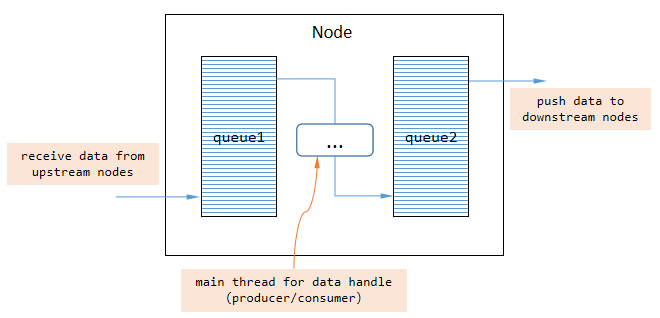 Node
queue1
...
queue2
push data to
downstream nodes
receive data from
upstream nodes
main thread for data handle
(producer/consumer)